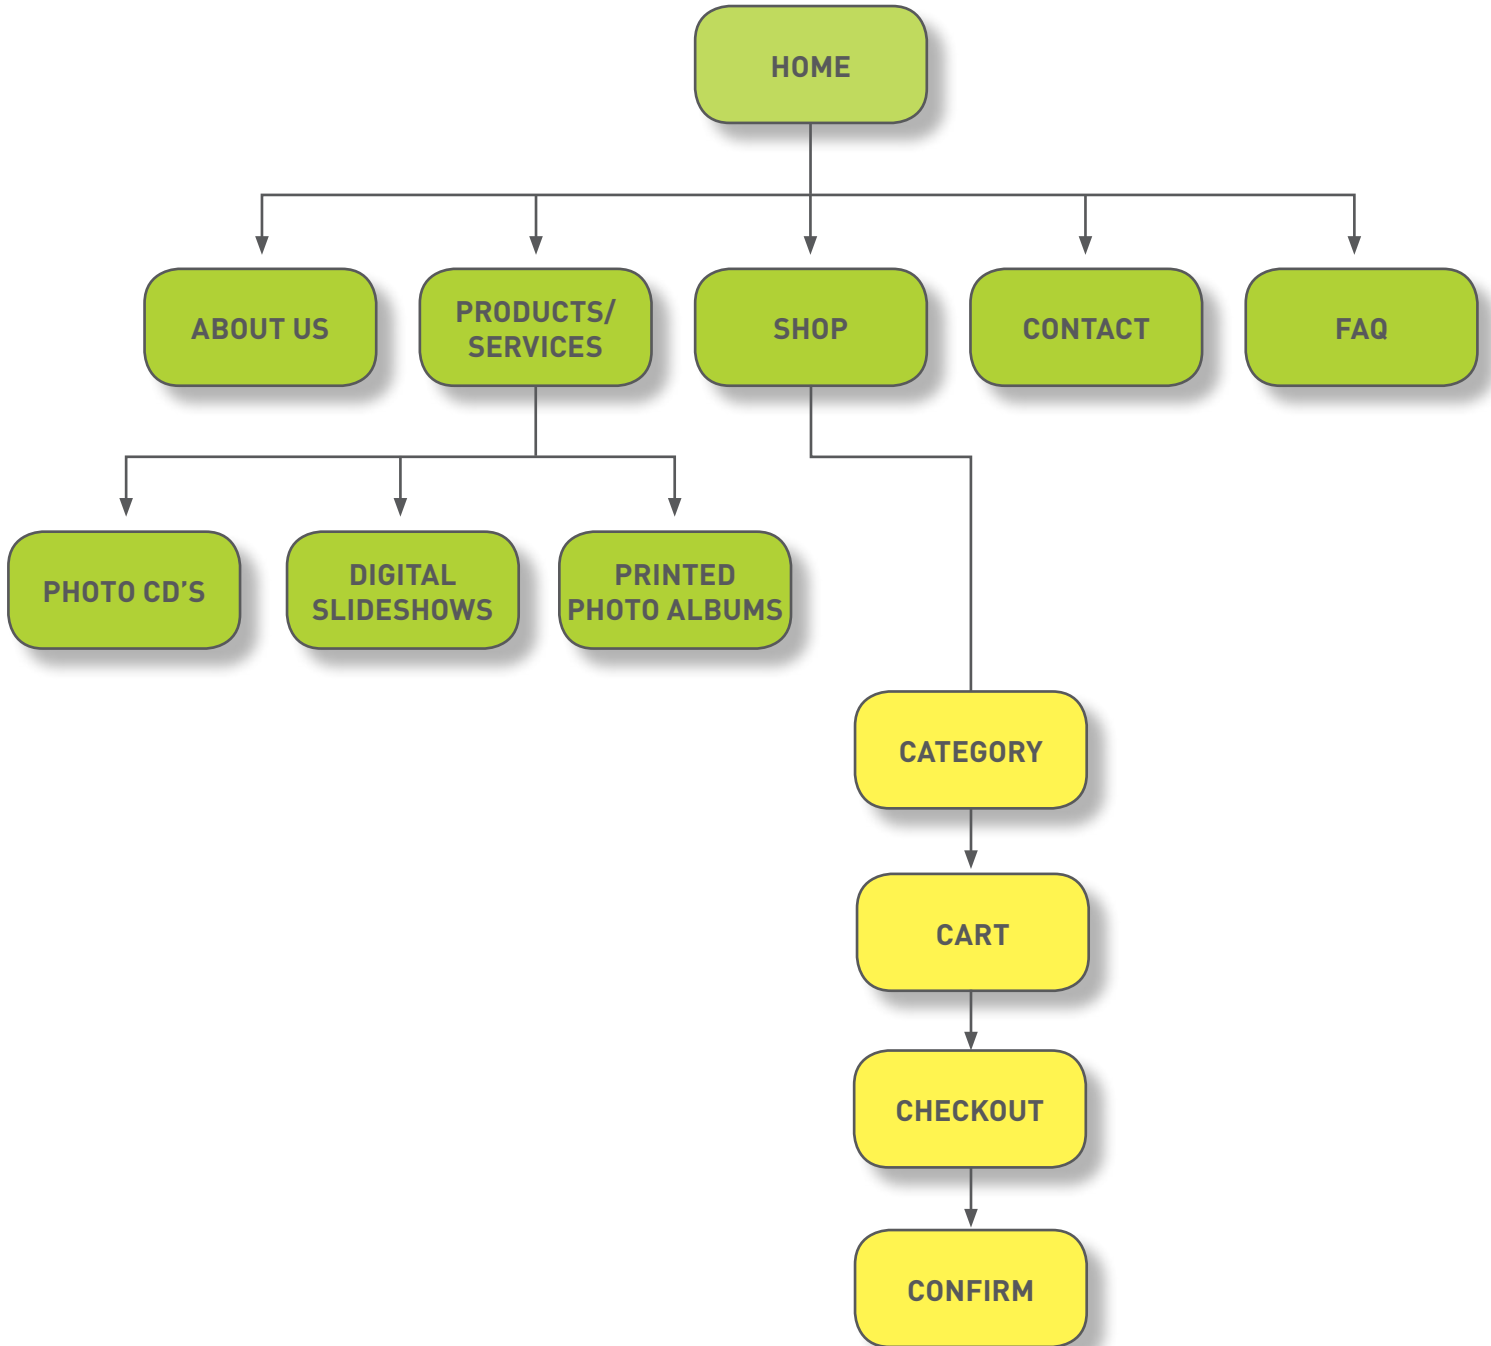 HOME
ABOUT US
PRODUCTS/
SERVICES
SHOP
CONTACT
FAQ
PHOTO CD’S
DIGITAL
SLIDESHOWS
PRINTED
PHOTO ALBUMS
CATEGORY
CART
CHECKOUT
CONFIRM